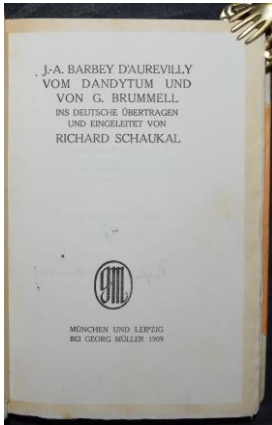 J.-A. BARBEY D'AUREVILLY
VOM DANDYTUM UND
VON G. BRUMMELL
INS DEUTSCHE ÜBERTRAGEN
UND EINGELEITET VON
RICHARD SCHAUKAL
GM
MÜNCHEN UND LEIPZIG
BEI GEORG MÜLLER 1909